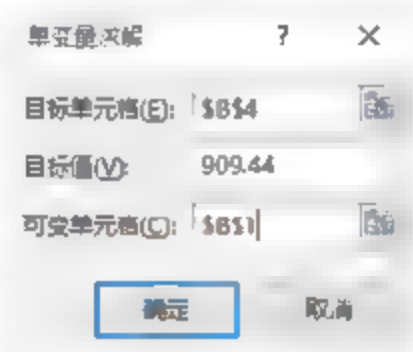 单变量求解 ? ×
目标单元格(E): $B$4
目标值(V): 909.44
可变单元格(C): $B$1
确定 取消